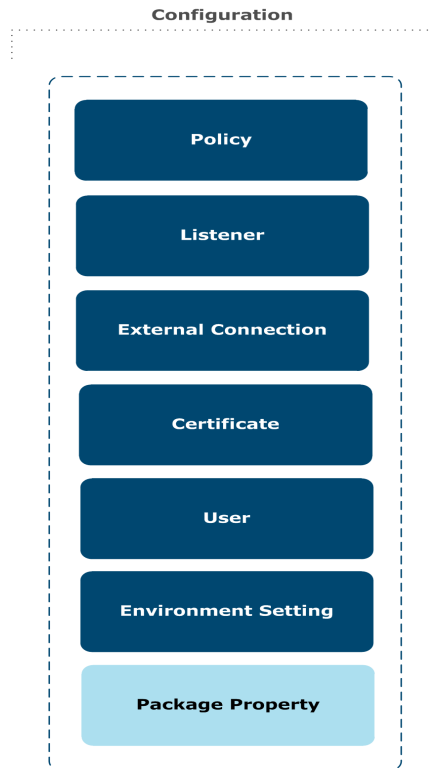 Configuration
Policy
Listener
External Connection
Certificate
User
Environment Setting
Package Property